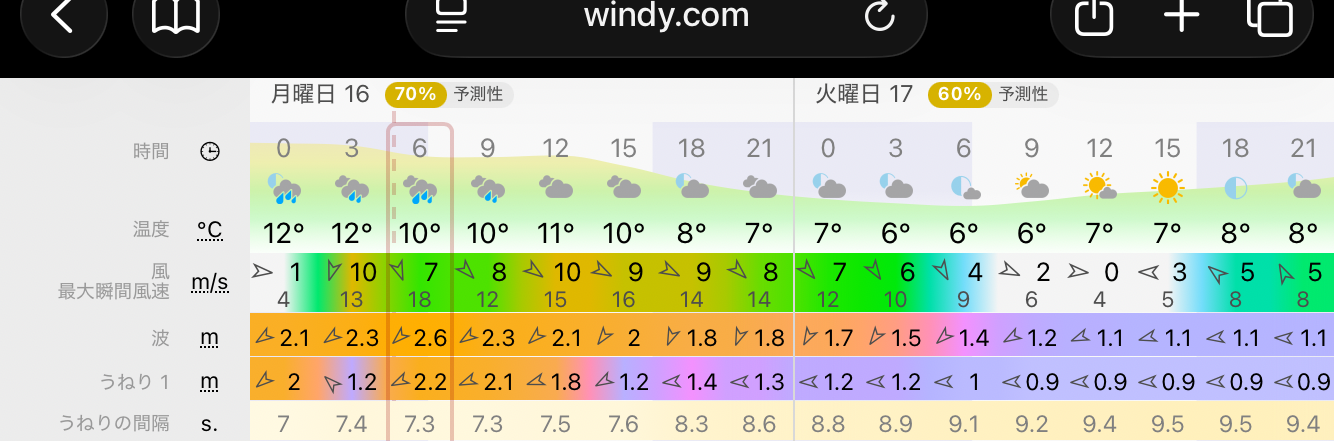 windy.com
月曜日 16 70% 予測性 火曜日 17 60% 予測性
時間 0 3 6 9 12 15 18 21 0 3 6 9 12 15 18 21
温度 °C 12° 12° 10° 10° 11° 10° 8° 7° 7° 6° 6° 6° 7° 7° 8° 8°
風 m/s 1 10 7 8 10 9 9 8 7 6 4 2 0 3 5 5
最大瞬間風速 4 13 18 12 15 16 14 14 12 10 9 6 4 5 8 8
波 m 2.1 2.3 2.6 2.3 2.1 2 1.8 1.8 1.7 1.5 1.4 1.2 1.1 1.1 1.1 1.1
うねり 1 m 2 1.2 2.2 2.1 1.8 1.2 1.4 1.3 1.2 1.2 1 0.9 0.9 0.9 0.9 0.9
うねりの間隔 s. 7 7.4 7.3 7.3 7.5 7.6 8.3 8.6 8.8 8.9 9.1 9.2 9.4 9.5 9.5 9.4